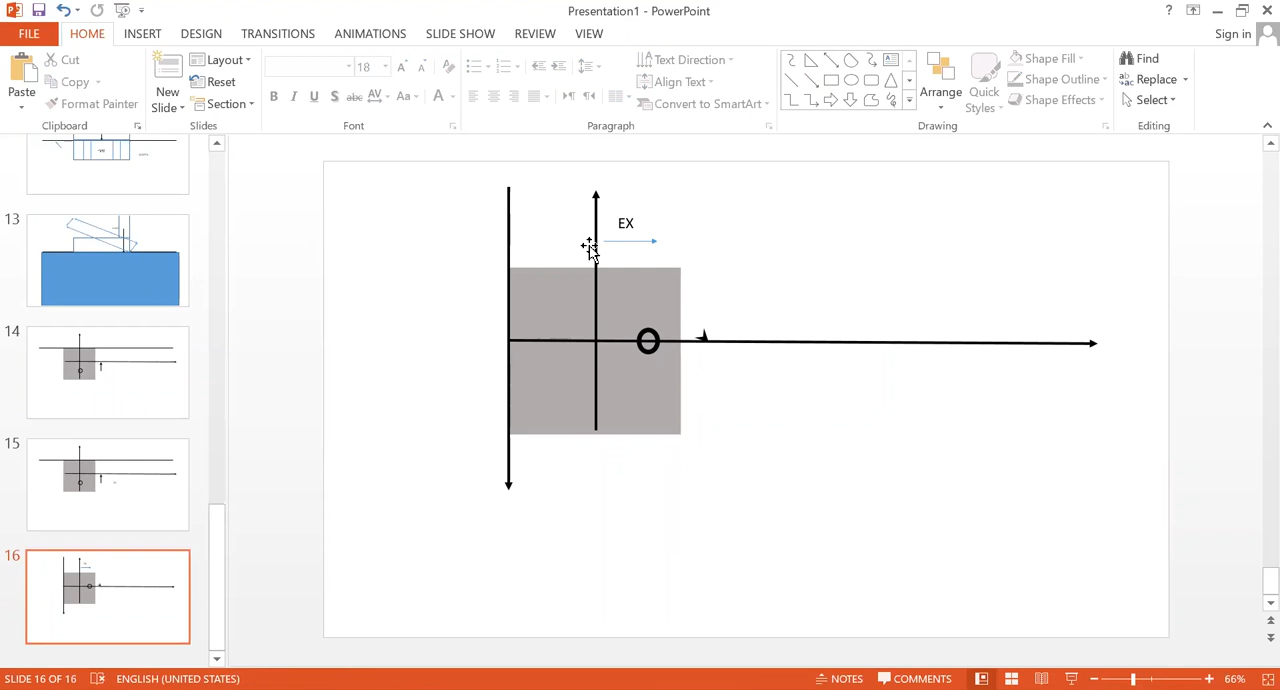 Presentation1 - PowerPoint
?
Sign in
FILE
HOME
INSERT
DESIGN
TRANSITIONS
ANIMATIONS
SLIDE SHOW
REVIEW
VIEW
Paste
Cut
Copy
Format Painter
Clipboard
New Slide
Layout
Reset
Section
Slides
18
B I U S abc AV Aa A
Font
Text Direction
Align Text
Convert to SmartArt
Paragraph
Arrange
Quick Styles
Shape Fill
Shape Outline
Shape Effects
Drawing
Find
Replace
Select
Editing
13
14
15
16
EX
SLIDE 16 OF 16
ENGLISH (UNITED STATES)
NOTES
COMMENTS
66%